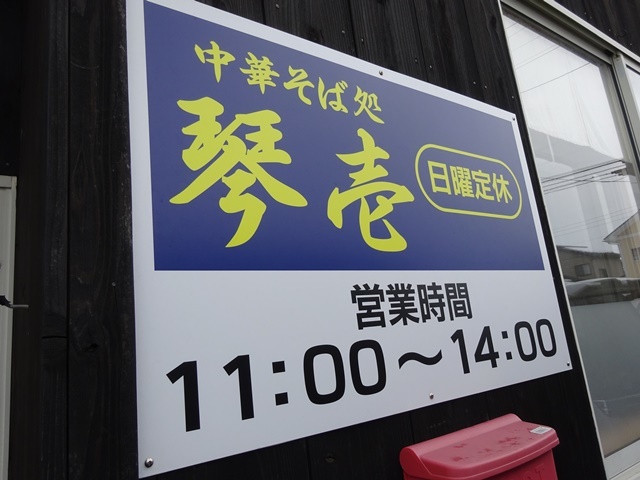 中華そば処
琴壱
日曜定休
営業時間
11:00～14:00